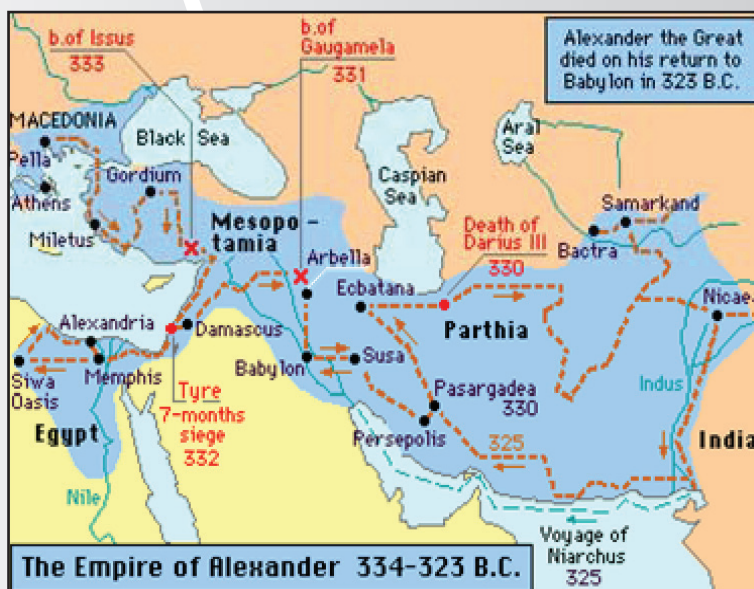 b.of Issus
333
b.of
Gaugamela
331
Alexander the Great
died on his return to
Babylon in 323 B.C.
MACEDONIA
Pella
Black Sea
Aral
Sea
Gordium
Caspian
Sea
Athens
Samarkand
Miletus
Mesopo-
tamia
Death of
Darius III
330
Bactra
Arbella
Ecbatana
Nicae
Alexandria
Damascus
Parthia
Babylon
Susa
Siwa
Oasis
Memphis
Tyre
7-months
siege
332
Pasargadea
330
Indus
Egypt
Persepolis
325
India
Nile
Voyage of
Niarchus
325
The Empire of Alexander 334-323 B.C.